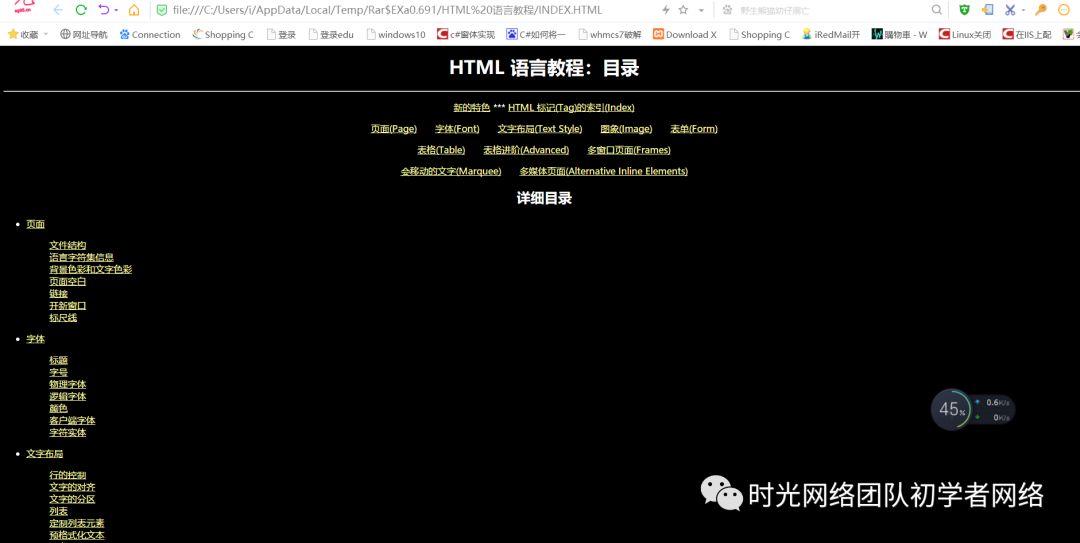 file:///C:/Users/i/AppData/Local/Temp/Rar$EXa0.691/HTML%20语言教程/INDEX.HTML 野生熊猫幼仔南亡
收藏 网址导航 Connection Shopping C 登录 登录edu windows10 c#窗体实现 C#如何将一 whmcs7破解 Download X Shopping C iRedMail开 購物車 - W Linux关闭 在IIS上配
HTML 语言教程：目录
新的特色 *** HTML 标记(Tag)的索引(Index)
页面(Page) 字体(Font) 文字布局(Text Style) 图象(Image) 表单(Form)
表格(Table) 表格进阶(Advanced) 多窗口页面(Frames)
会移动的文字(Marquee) 多媒体页面(Alternative Inline Elements)
详细目录
页面
文件结构
语言字符集信息
背景色彩和文字色彩
页面空白
链接
开新窗口
标尺线
字体
标题
字号
物理字体
逻辑字体
颜色
客户端字体
字符实体
文字布局
行的控制
文字的对齐
文字的分区
列表
定制列表元素
预格式化文本
45%
0.6K/s
0K/s
时光网络团队初学者网络